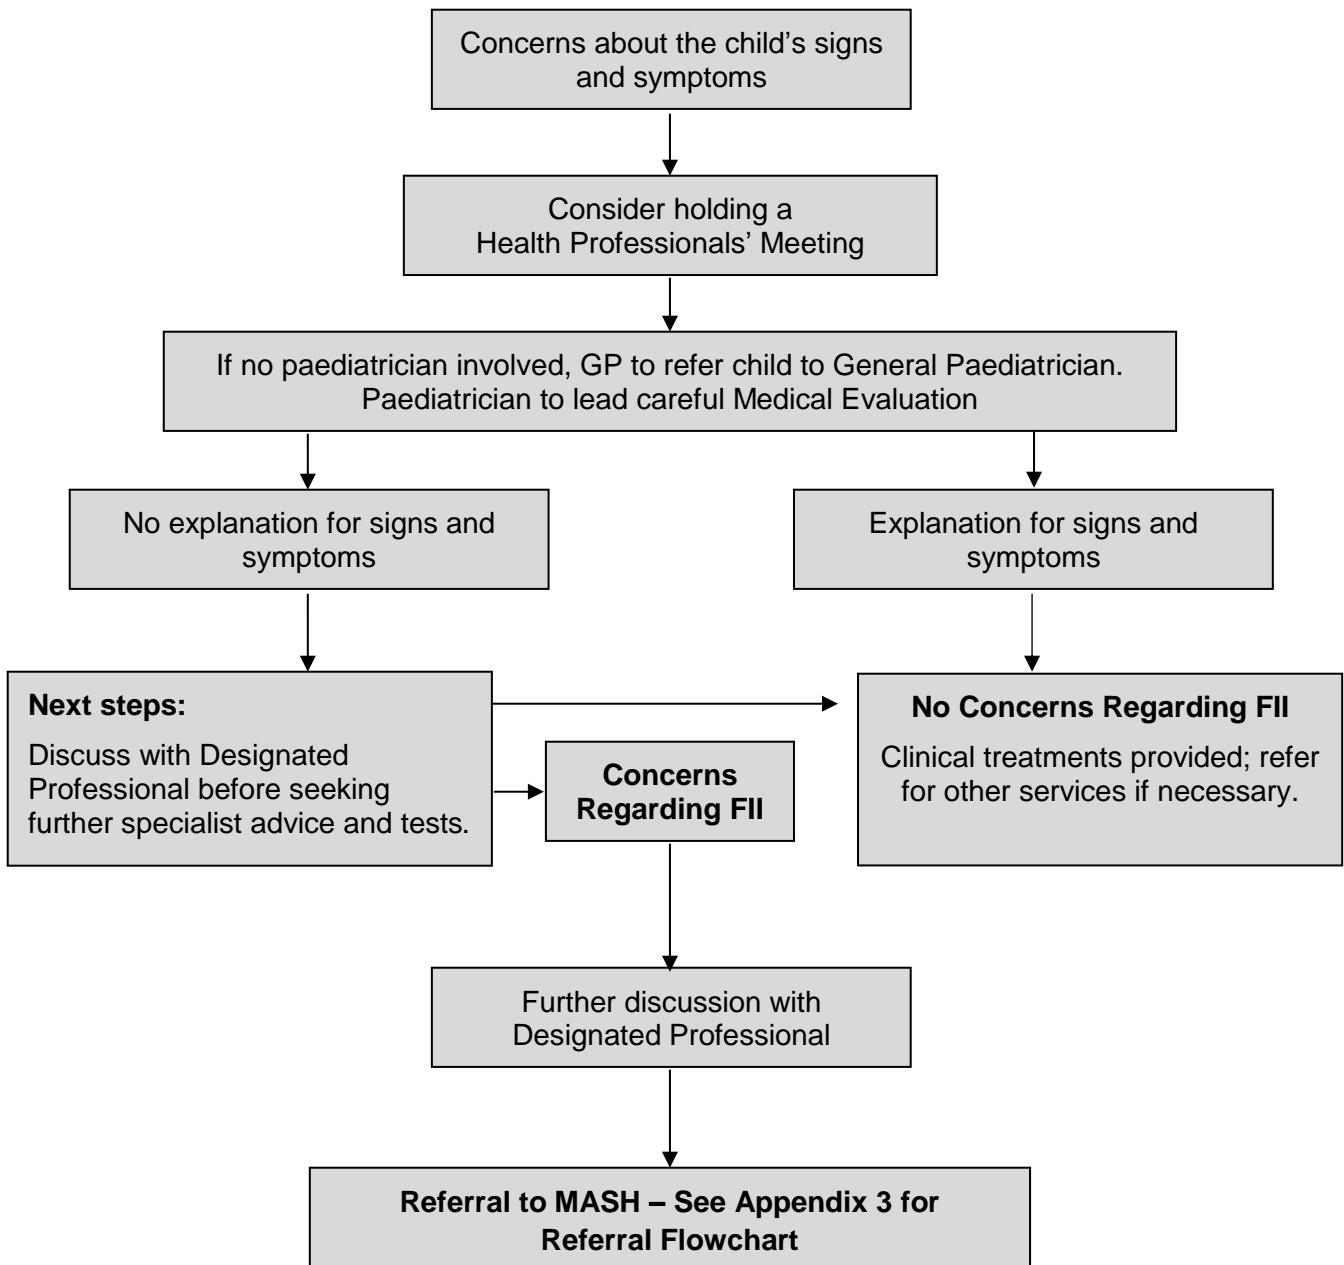 Concerns about the child’s signs
and symptoms
Consider holding a
Health Professionals’ Meeting
If no paediatrician involved, GP to refer child to General Paediatrician.
Paediatrician to lead careful Medical Evaluation
No explanation for signs and
symptoms
Explanation for signs and
symptoms
Next steps:
Discuss with Designated
Professional before seeking
further specialist advice and tests.
Concerns
Regarding FII
No Concerns Regarding FII
Clinical treatments provided; refer
for other services if necessary.
Further discussion with
Designated Professional
Referral to MASH – See Appendix 3 for
Referral Flowchart